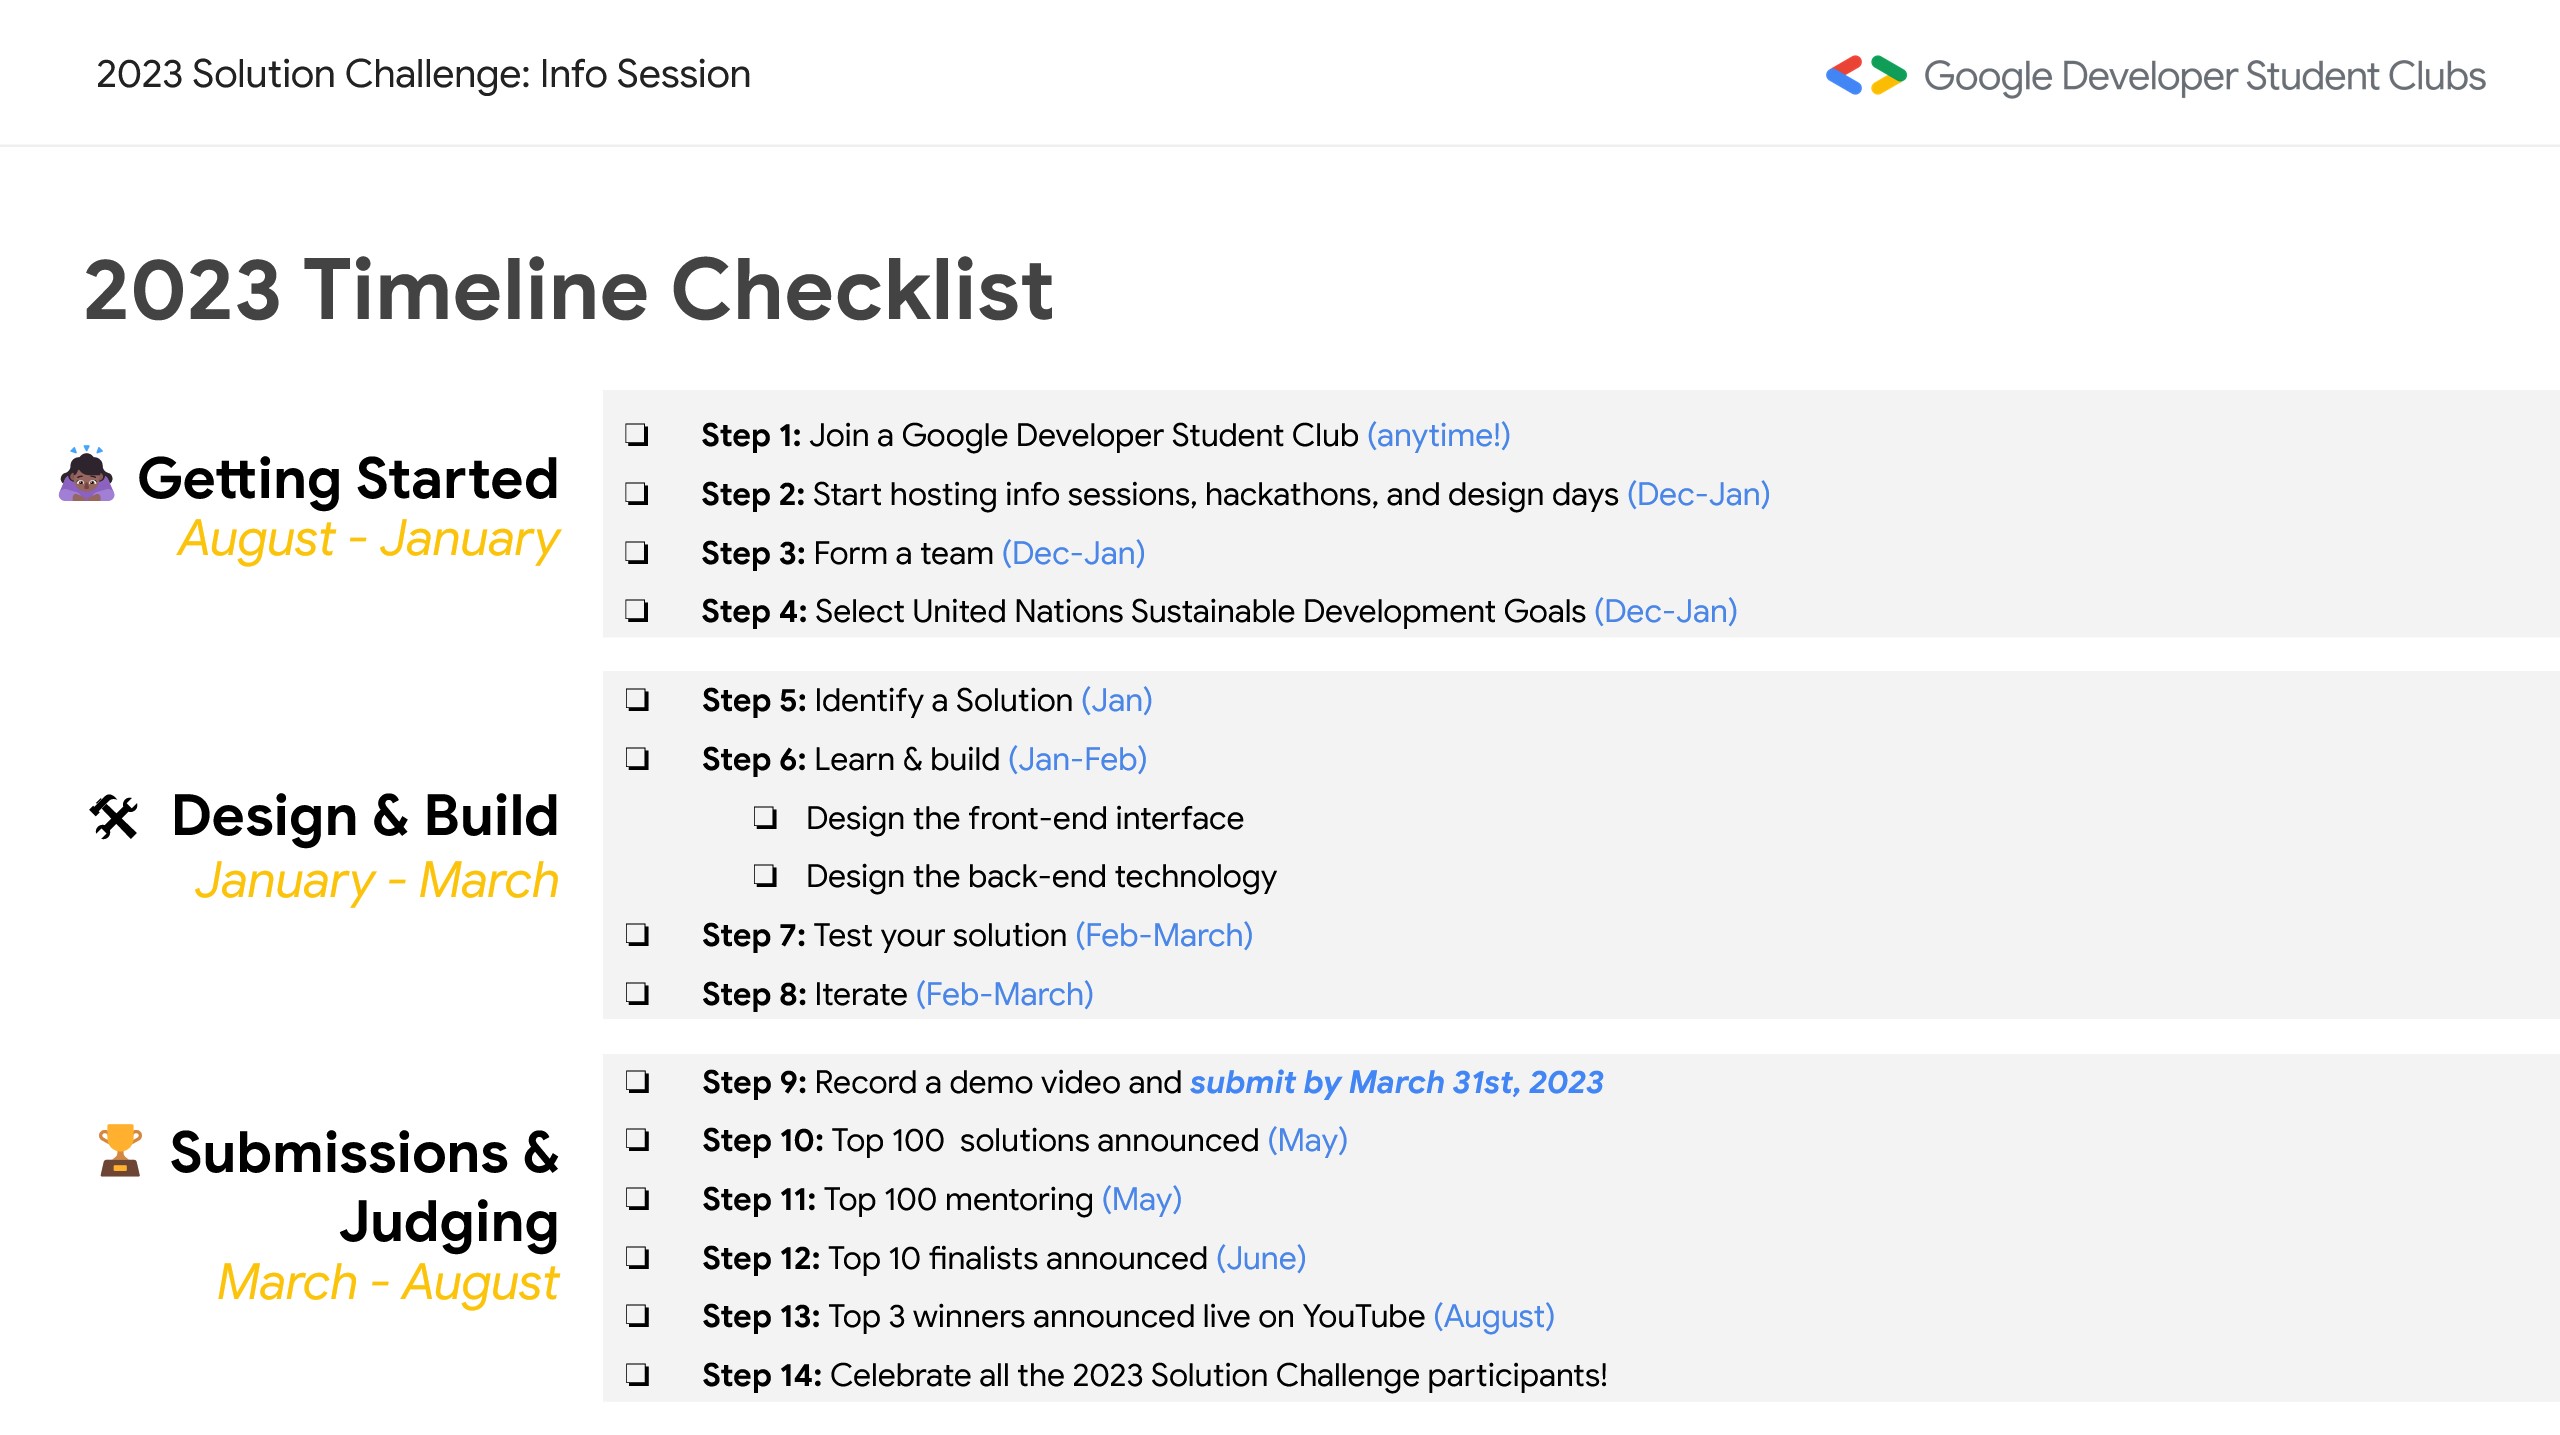 2023 Solution Challenge: Info Session
Google Developer Student Clubs
2023 Timeline Checklist
Getting Started
August - January
Step 1: Join a Google Developer Student Club (anytime!)
Step 2: Start hosting info sessions, hackathons, and design days (Dec-Jan)
Step 3: Form a team (Dec-Jan)
Step 4: Select United Nations Sustainable Development Goals (Dec-Jan)
Design & Build
January - March
Step 5: Identify a Solution (Jan)
Step 6: Learn & build (Jan-Feb)
Design the front-end interface
Design the back-end technology
Step 7: Test your solution (Feb-March)
Step 8: Iterate (Feb-March)
Submissions &
Judging
March - August
Step 9: Record a demo video and submit by March 31st, 2023
Step 10: Top 100  solutions announced (May)
Step 11: Top 100 mentoring (May)
Step 12: Top 10 finalists announced (June)
Step 13: Top 3 winners announced live on YouTube (August)
Step 14: Celebrate all the 2023 Solution Challenge participants!